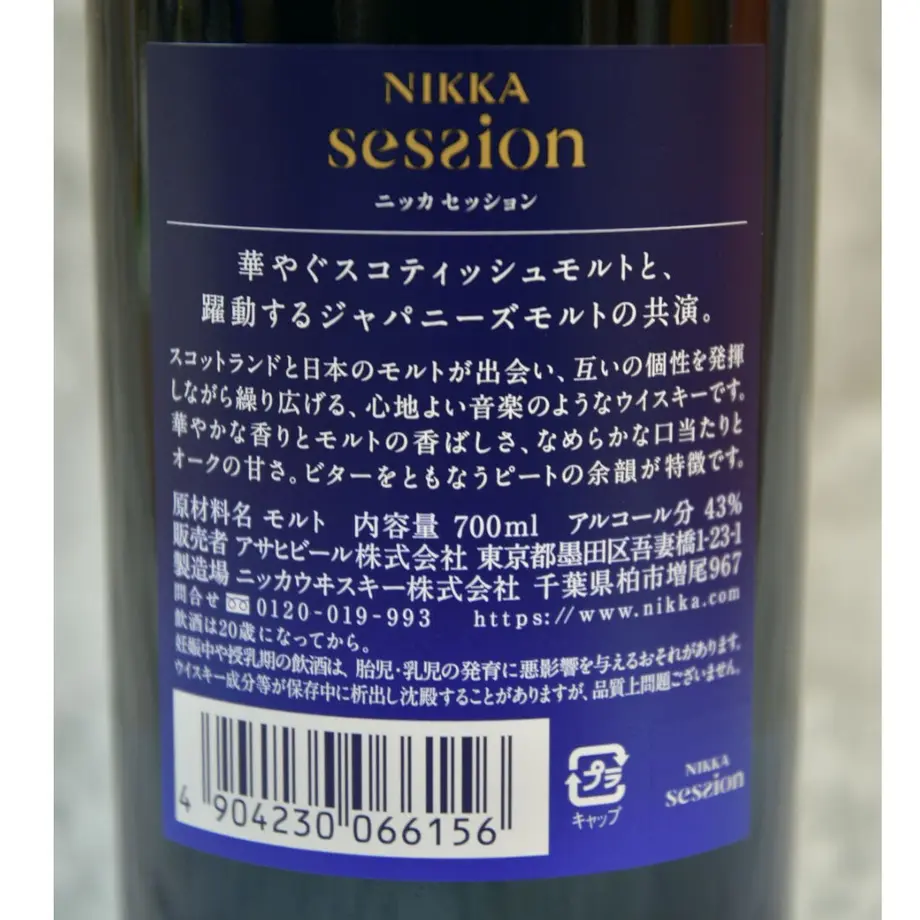 NIKKA
session
ニッカ セッション
華やぐスコティッシュモルトと、
躍動するジャパニーズモルトの共演。
スコットランドと日本のモルトが出会い、互いの個性を発揮
しながら繰り広げる、心地よい音楽のようなウイスキーです。
華やかな香りとモルトの香ばしさ、なめらかな口当たりと
オークの甘さ。ビターをともなうピートの余韻が特徴です。
原材料名 モルト 内容量 700ml アルコール分 43%
販売者 アサヒビール株式会社 東京都墨田区吾妻橋1-23-1
製造場 ニッカウヰスキー株式会社 千葉県柏市増尾967
問合せ 0120-019-993 https://www.nikka.com
飲酒は20歳になってから。
妊娠中や授乳期の飲酒は、胎児・乳児の発育に悪影響を与えるおそれがあります。
ウイスキー成分等が保存中に析出し沈殿することがありますが、品質上問題ございません。
4 904230 066156
プラ
キャップ
NIKKA
session